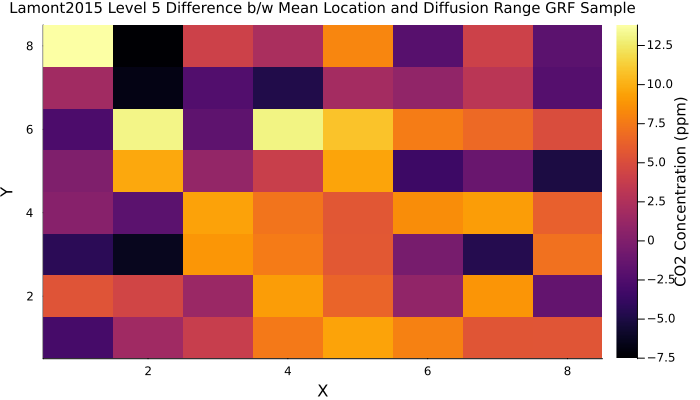 Lamont2015 Level 5 Difference b/w Mean Location and Diffusion Range GRF Sample
8
6
4
2
Y
2 4 6 8
X
12.5
10.0
7.5
5.0
2.5
0
−2.5
−5.0
−7.5
CO2 Concentration (ppm)